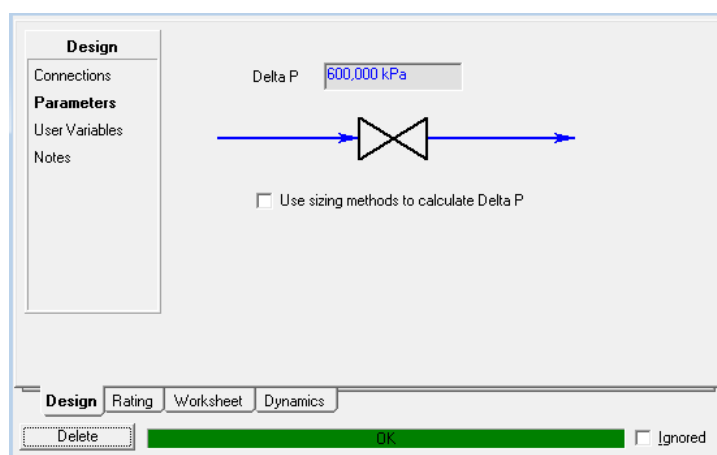 Design
Connections
Parameters
User Variables
Notes
Delta P 600,000 kPa
Use sizing methods to calculate Delta P
Design Rating Worksheet Dynamics
Delete OK Ignored